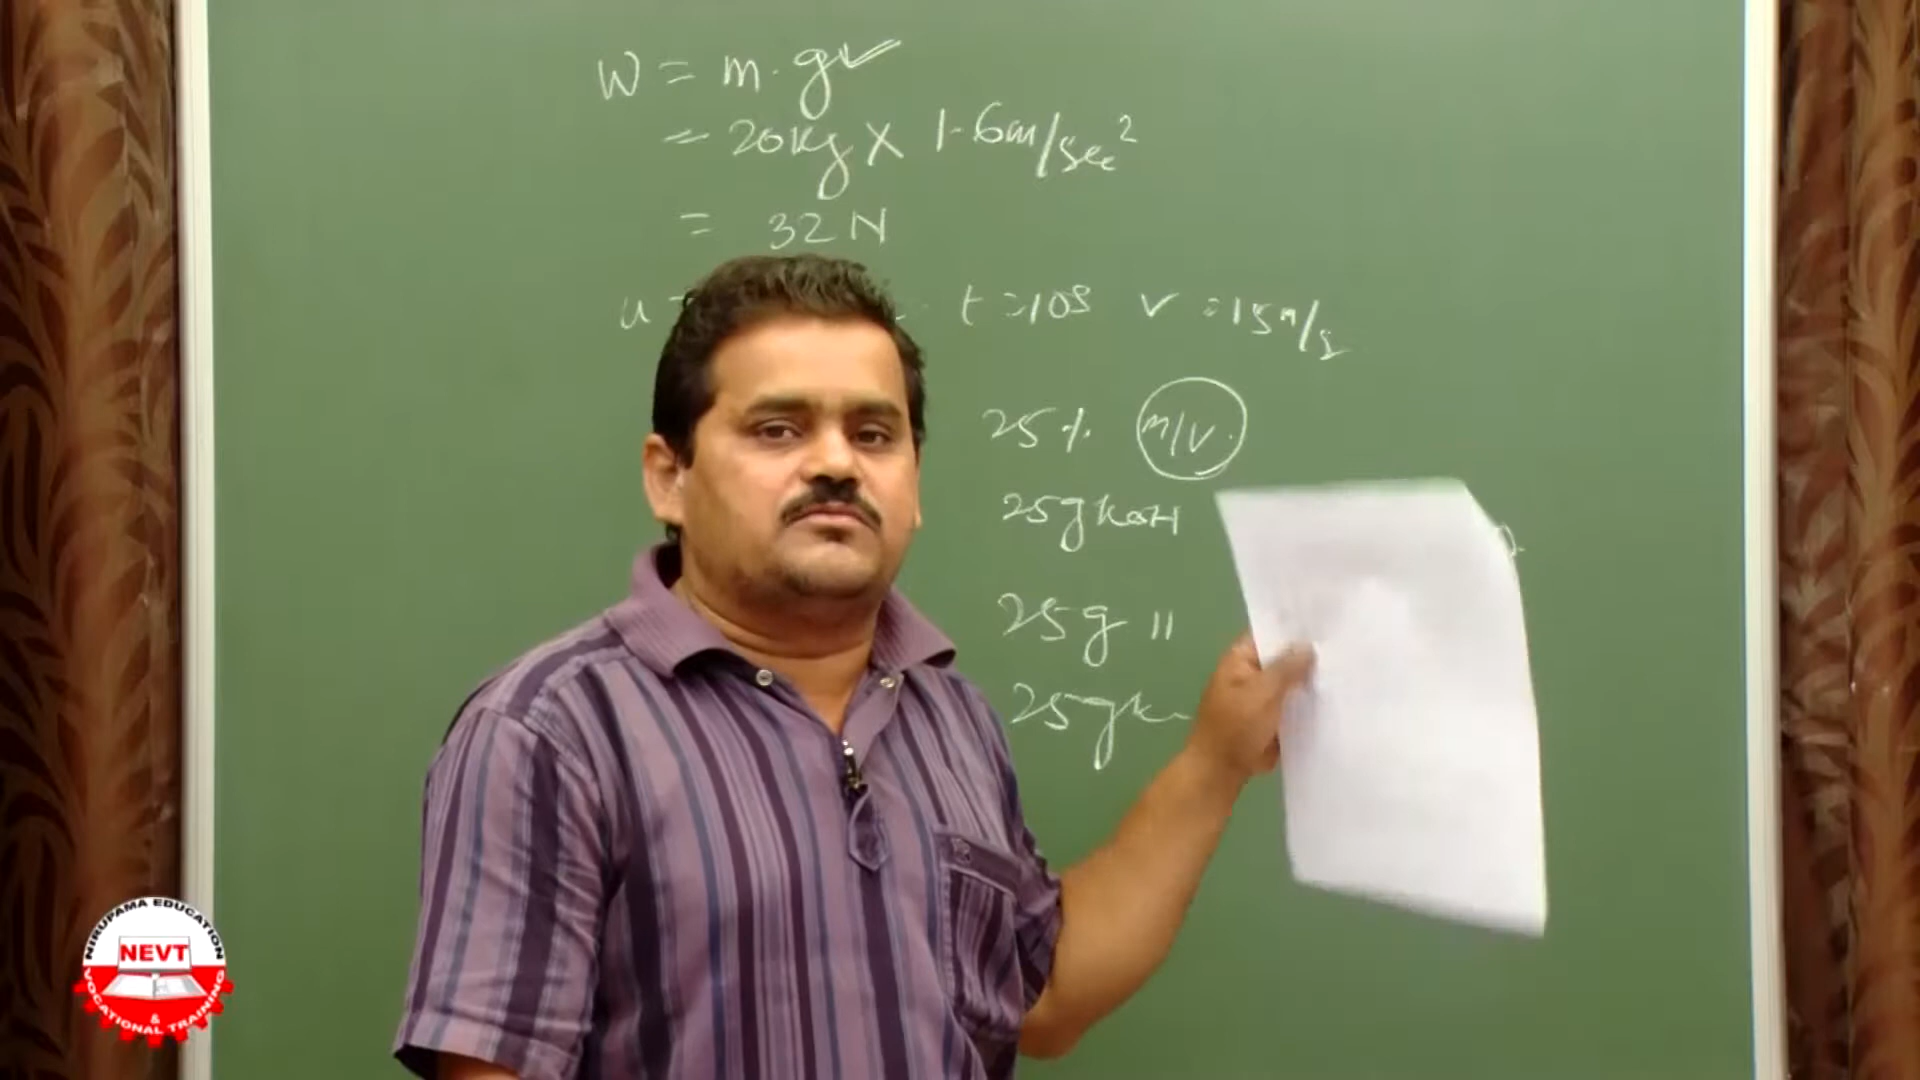 W = m.g✓
= 20kg × 1.6m/sec²
= 32 N
u = t = 10s v = 15m/s
25% m/v.
25g KOH
25g "
25g K
NIRUPAMA EDUCATION
NEVT
&
VOCATIONAL TRAINING